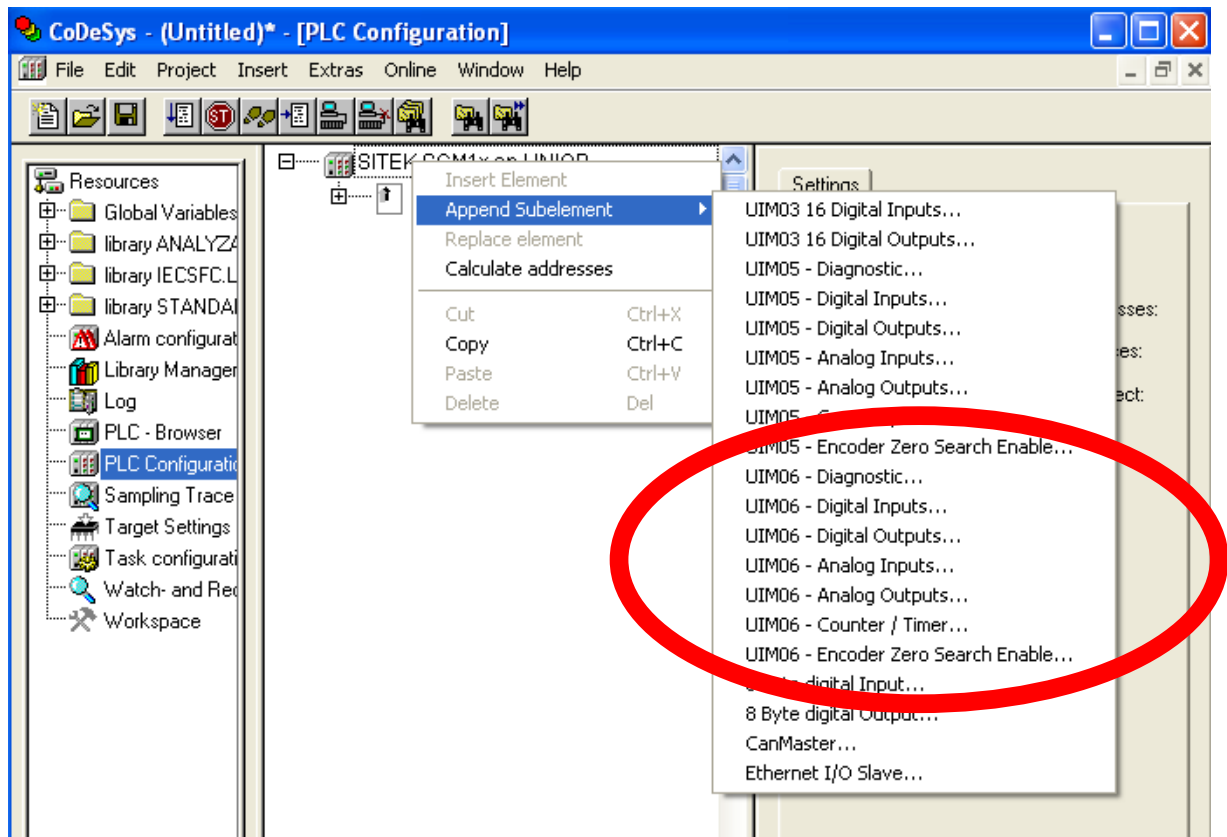 CoDeSys - (Untitled)* - [PLC Configuration]
File Edit Project Insert Extras Online Window Help
Resources
Global Variables
library ANALYZA
library IECSFC.L
library STANDAI
Alarm configurat
Library Manager
Log
PLC - Browser
PLC Configuratio
Sampling Trace
Target Settings
Task configurati
Watch- and Rec
Workspace
SITEK
Insert Element
Append Subelement
Replace element
Calculate addresses
Cut Ctrl+X
Copy Ctrl+C
Paste Ctrl+V
Delete Del
Settings
sses:
es:
ect:
UIM03 16 Digital Inputs...
UIM03 16 Digital Outputs...
UIM05 - Diagnostic...
UIM05 - Digital Inputs...
UIM05 - Digital Outputs...
UIM05 - Analog Inputs...
UIM05 - Analog Outputs...
UIM05 -
UIM05 - Encoder Zero Search Enable...
UIM06 - Diagnostic...
UIM06 - Digital Inputs...
UIM06 - Digital Outputs...
UIM06 - Analog Inputs...
UIM06 - Analog Outputs...
UIM06 - Counter / Timer...
UIM06 - Encoder Zero Search Enable...
digital Input...
8 Byte digital Output...
CanMaster...
Ethernet I/O Slave...